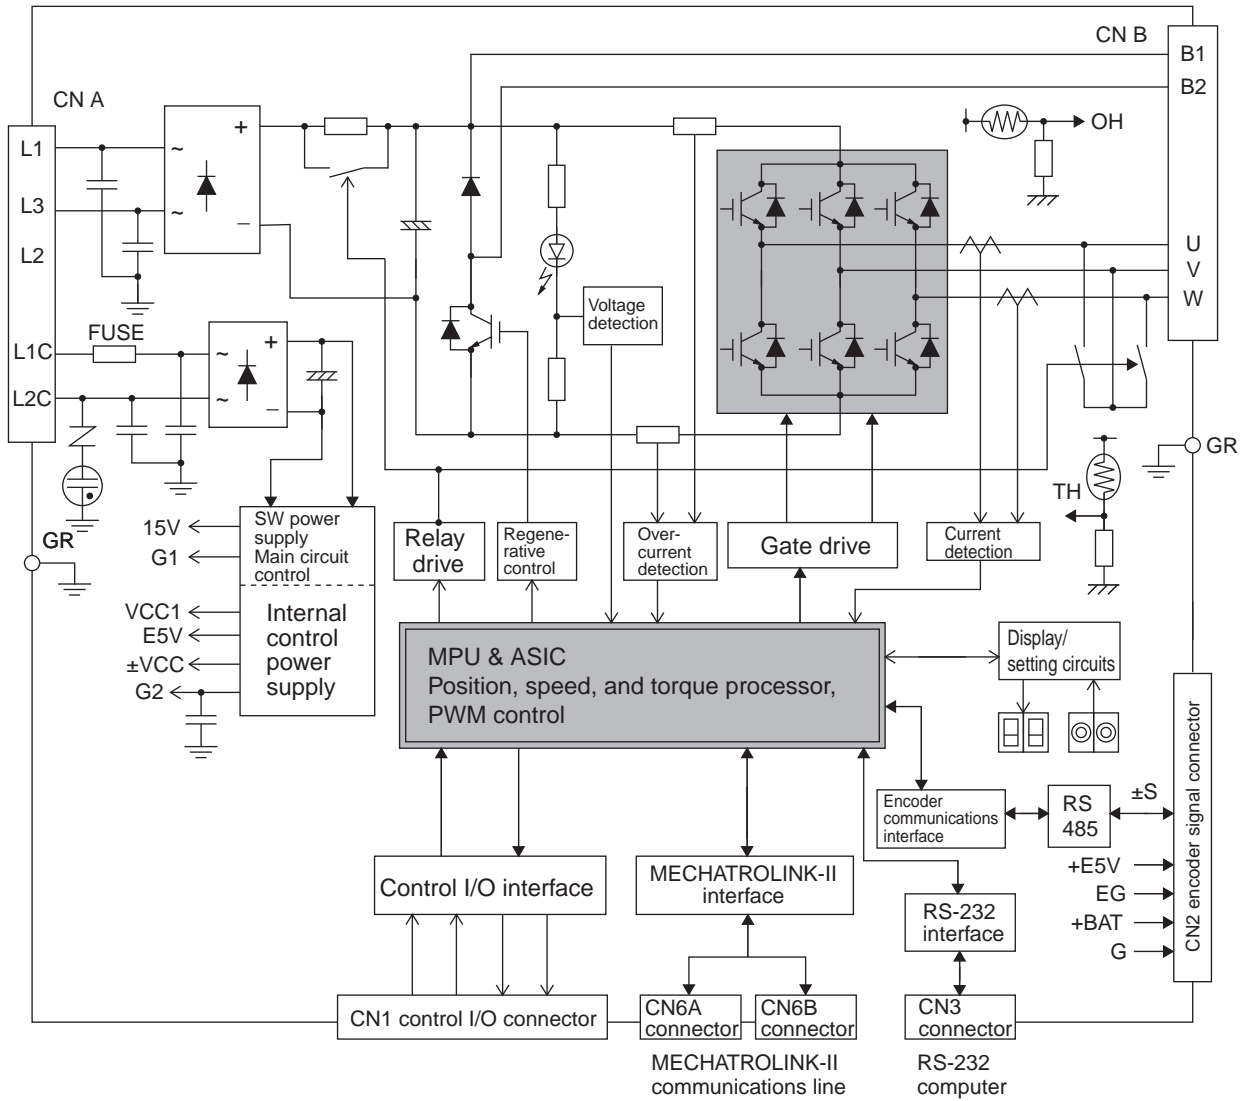 CN B
B1
B2
CN A
+
OH
L1
~
L3
~
−
L2
U
V
W
Voltage
detection
FUSE
L1C
~
+
L2C
~
−
GR
TH
15V
G1
SW power
supply
Main circuit
control
Relay
drive
Regene-
rative
control
Over-
current
detection
Gate drive
Current
detection
GR
VCC1
E5V
±VCC
G2
Internal
control
power
supply
MPU & ASIC
Position, speed, and torque processor,
PWM control
Display/
setting circuits
Encoder
communications
interface
RS
485
±S
CN2 encoder signal connector
+E5V
EG
+BAT
G
Control I/O interface
MECHATROLINK-II
interface
RS-232
interface
CN1 control I/O connector
CN6A
connector
CN6B
connector
CN3
connector
MECHATROLINK-II
communications line
RS-232
computer